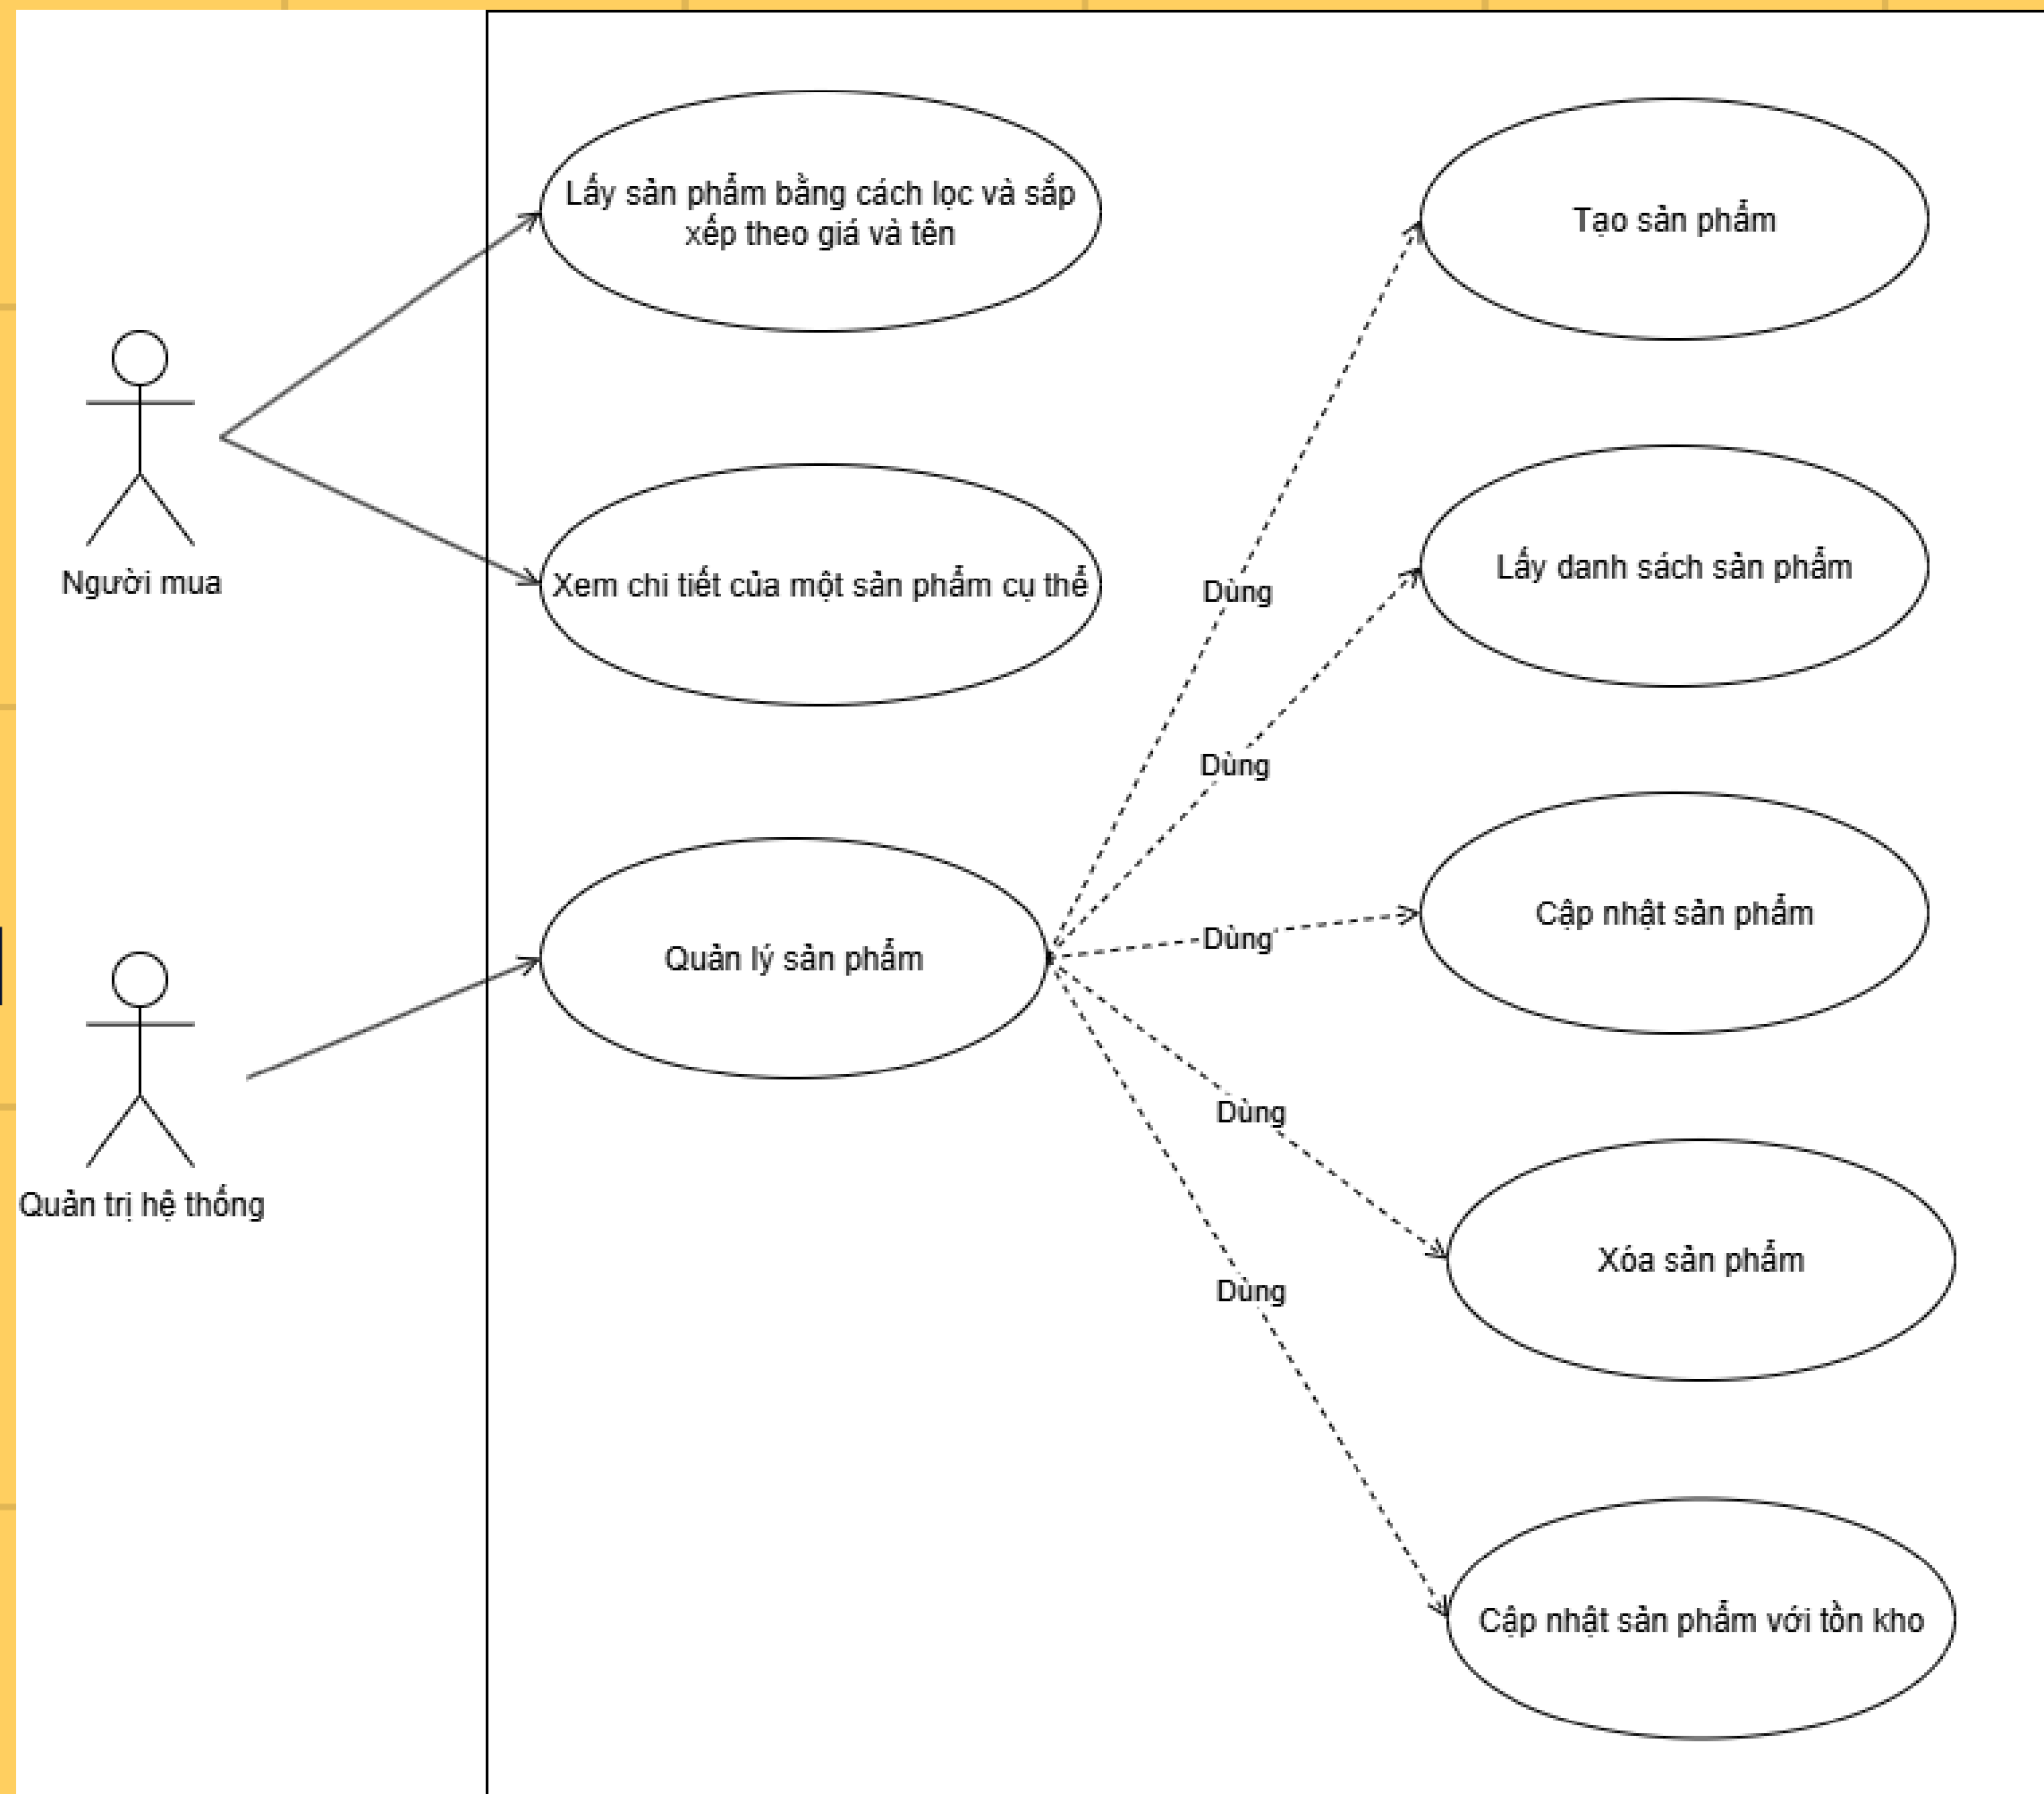 Lấy sản phẩm bằng cách lọc và sắp
xếp theo giá và tên
Tạo sản phẩm
Người mua
Xem chi tiết của một sản phẩm cụ thể
Lấy danh sách sản phẩm
Dùng
Dùng
Cập nhật sản phẩm
Dùng
Quản lý sản phẩm
Dùng
Quản trị hệ thống
Xóa sản phẩm
Dùng
Cập nhật sản phẩm với tồn kho